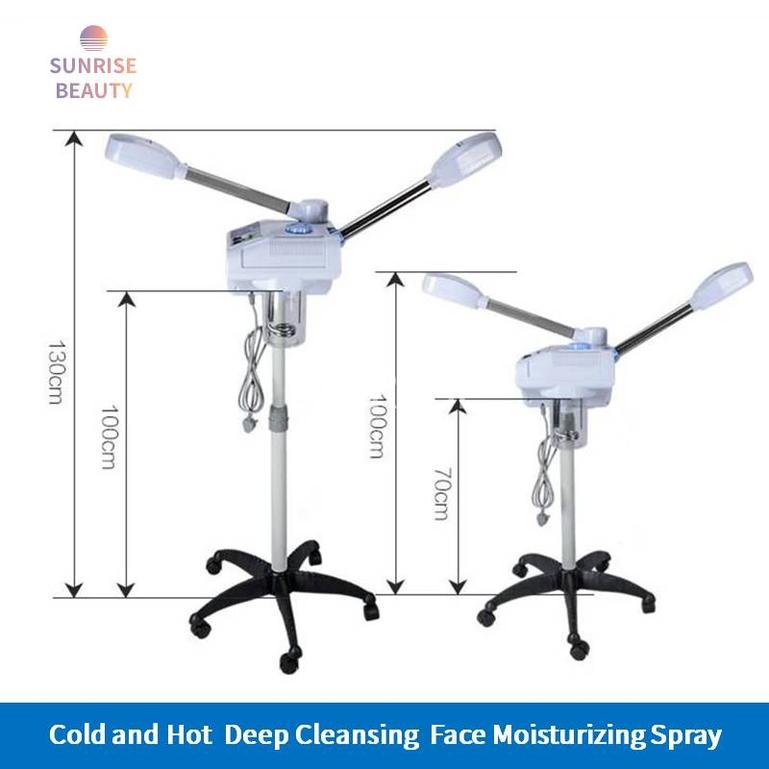 SUNRISE
BEAUTY
130cm
100cm
100cm
70cm
Cold and Hot Deep Cleansing Face Moisturizing Spray